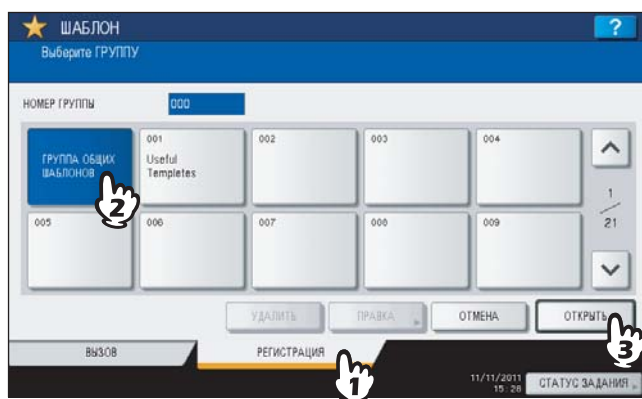 ШАБЛОН
?
Выберите ГРУППУ
НОМЕР ГРУППЫ 000
ГРУППА ОБЩИХ
ШАБЛОНОВ
001
Useful
Templetes
002
003
004
1
21
005
006
007
008
009
УДАЛИТЬ
ПРАВКА
ОТМЕНА
ОТКРЫТЬ
ВЫЗОВ
РЕГИСТРАЦИЯ
11/11/2011
15:28
СТАТУС ЗАДАНИЯ
2
1
3